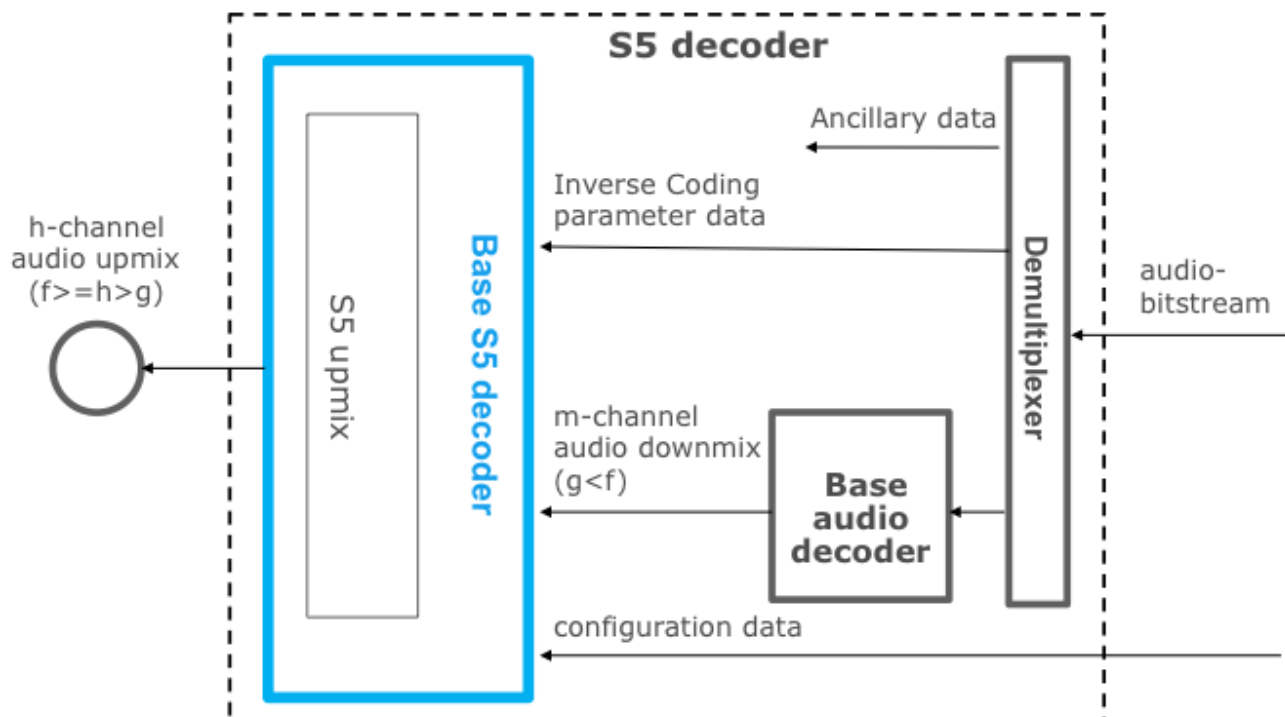 S5 decoder
Ancillary data
Inverse Coding
parameter data
h-channel
audio upmix
(f>=h>g)
S5 upmix
Base S5 decoder
Demultiplexer
audio-
bitstream
m-channel
audio downmix
(g<f)
Base
audio
decoder
configuration data